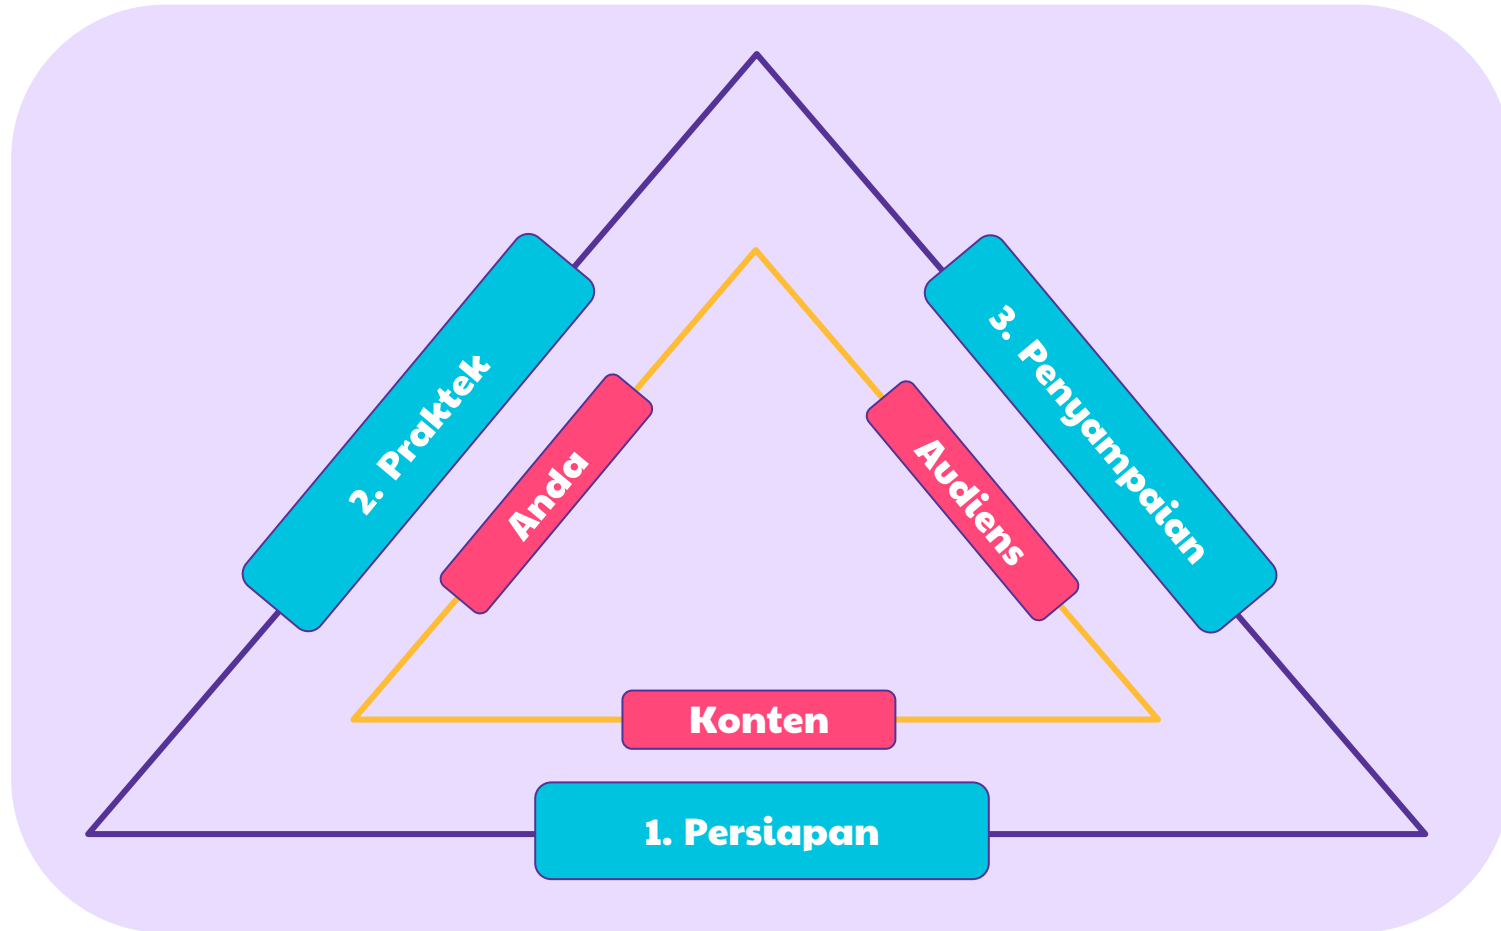 2. Praktek
3. Penyampaian
Anda
Audiens
Konten
1. Persiapan